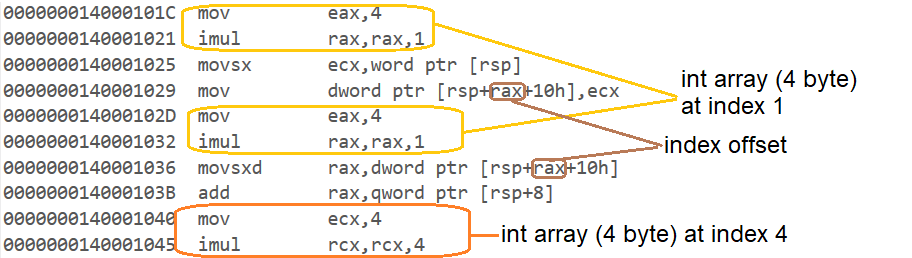 000000014000101C mov eax,4
0000000140001021 imul rax,rax,1
0000000140001025 movsx ecx,word ptr [rsp]
0000000140001029 mov dword ptr [rsp+rax+10h],ecx
000000014000102D mov eax,4
0000000140001032 imul rax,rax,1
0000000140001036 movsxd rax,dword ptr [rsp+rax+10h]
000000014000103B add rax,qword ptr [rsp+8]
0000000140001040 mov ecx,4
0000000140001045 imul rcx,rcx,4
int array (4 byte)
at index 1
index offset
int array (4 byte) at index 4